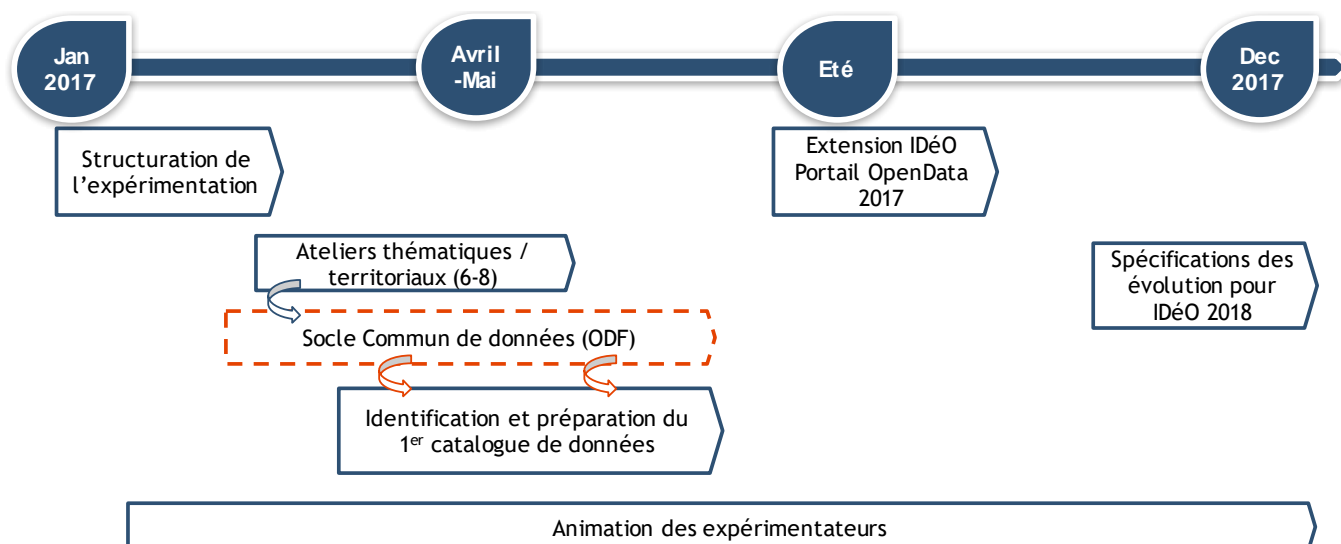 Jan
2017
Avril
-Mai
Eté
Dec
2017
Structuration de
l'expérimentation
Extension IDéO
Portail OpenData
2017
Ateliers thématiques /
territoriaux (6-8)
Spécifications des
évolution pour
IDéO 2018
Socle Commun de données (ODF)
Identification et préparation du
1er catalogue de données
Animation des expérimentateurs